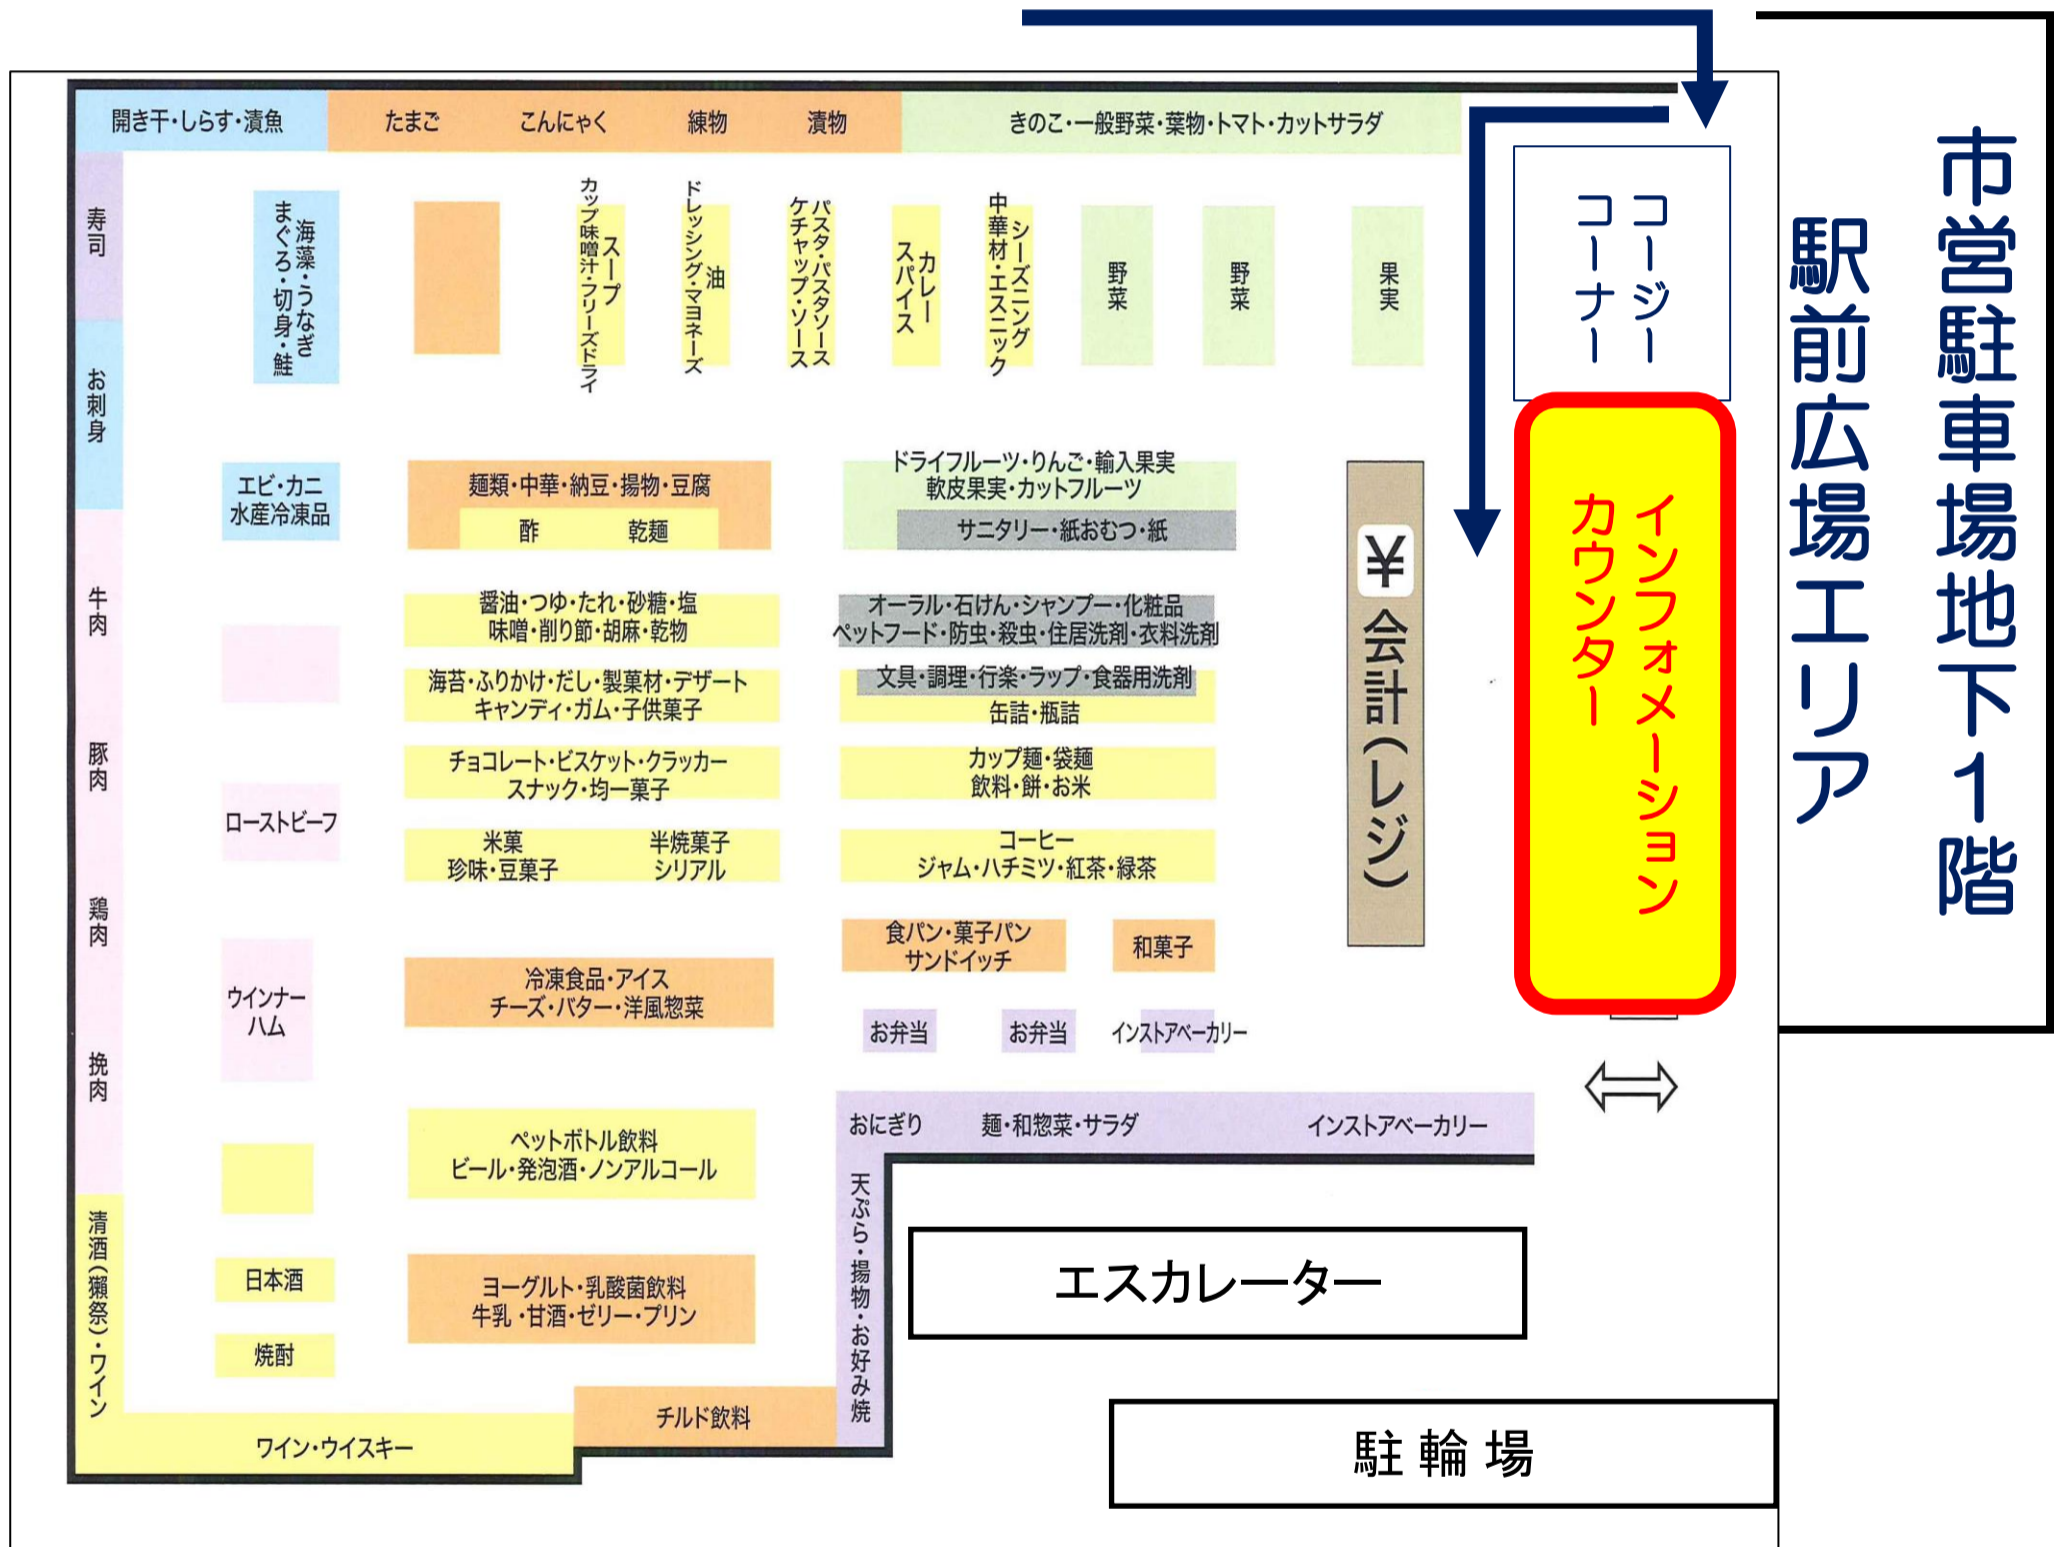 市営駐車場地下1階
駅前広場エリア
開き干・しらす・漬魚
たまご
こんにゃく
練物
漬物
きのこ・一般野菜・葉物・トマト・カットサラダ
寿司
お刺身
牛肉
豚肉
鶏肉
挽肉
清酒(獺祭)・ワイン
海藻・うなぎ
まぐろ・切身・鮭
スープ
カップ味噌汁・フリーズドライ
油
ドレッシング・マヨネーズ
パスタ・パスタソース
ケチャップ・ソース
カレー
スパイス
シーズニング
中華材・エスニック
野菜
野菜
果実
コージー
コーナー
インフォメーション
カウンター
エビ・カニ
水産冷凍品
麺類・中華・納豆・揚物・豆腐
酢
乾麺
ドライフルーツ・りんご・輸入果実
軟皮果実・カットフルーツ
サニタリー・紙おむつ・紙
¥会計(レジ)
醤油・つゆ・たれ・砂糖・塩
味噌・削り節・胡麻・乾物
オーラル・石けん・シャンプー・化粧品
ペットフード・防虫・殺虫・住居洗剤・衣料洗剤
海苔・ふりかけ・だし・製菓材・デザート
キャンディ・ガム・子供菓子
文具・調理・行楽・ラップ・食器用洗剤
缶詰・瓶詰
チョコレート・ビスケット・クラッカー
スナック・均一菓子
カップ麺・袋麺
飲料・餅・お米
ローストビーフ
米菓
珍味・豆菓子
半焼菓子
シリアル
コーヒー
ジャム・ハチミツ・紅茶・緑茶
ウインナー
ハム
冷凍食品・アイス
チーズ・バター・洋風惣菜
食パン・菓子パン
サンドイッチ
和菓子
お弁当
お弁当
インストアベーカリー
おにぎり
麺・和惣菜・サラダ
インストアベーカリー
ペットボトル飲料
ビール・発泡酒・ノンアルコール
天ぷら・揚物・お好み焼
日本酒
焼酎
ヨーグルト・乳酸菌飲料
牛乳・甘酒・ゼリー・プリン
チルド飲料
ワイン・ウイスキー
エスカレーター
駐輪場